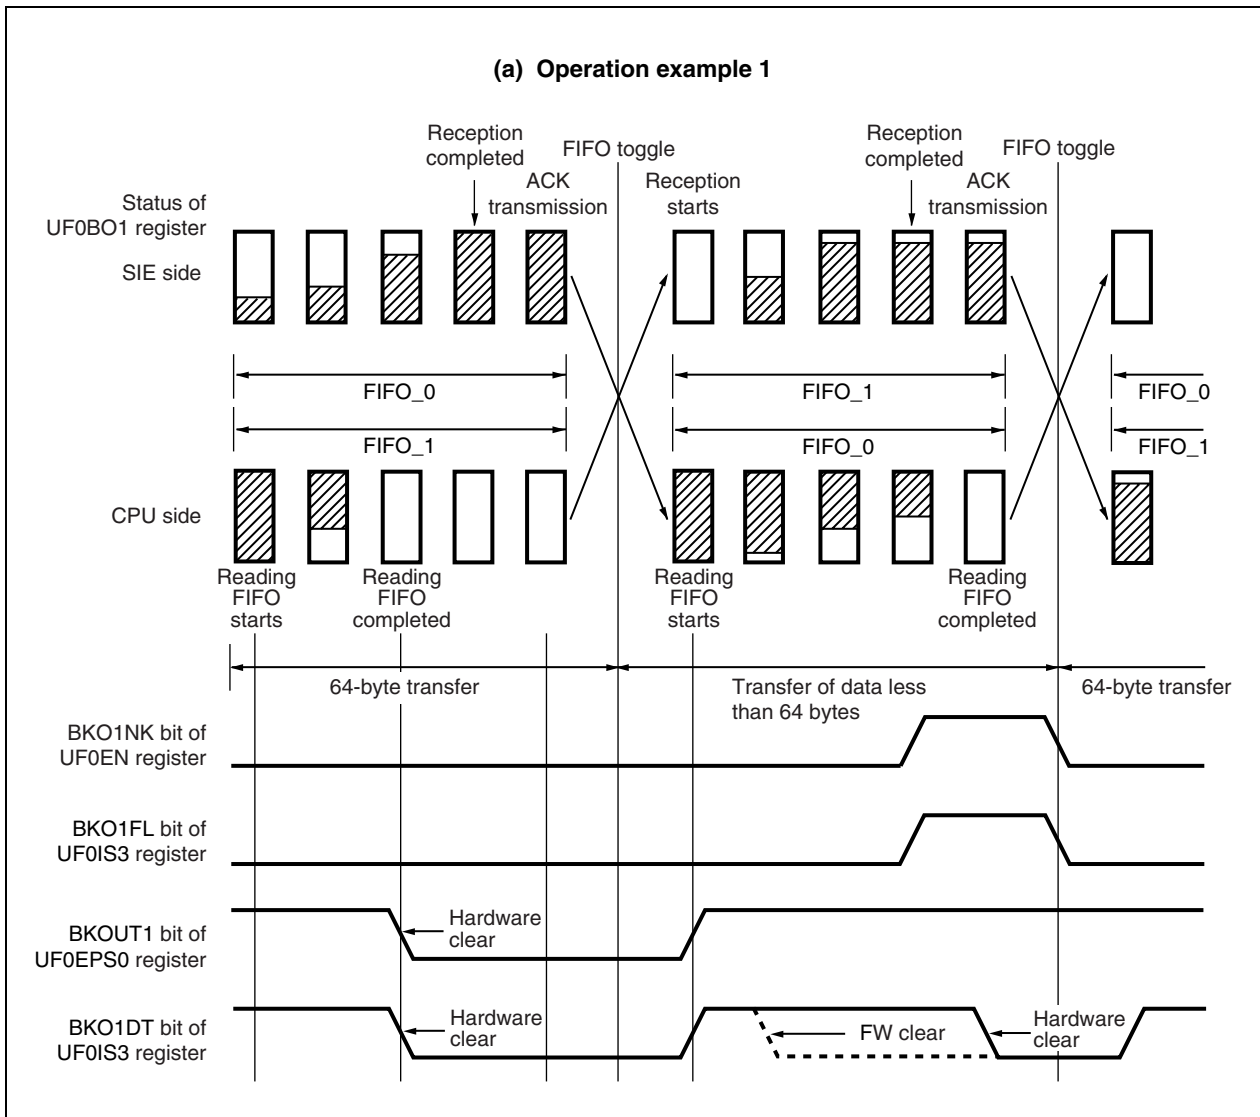 (a) Operation example 1
Reception
completed
FIFO toggle
Reception
completed
FIFO toggle
ACK
transmission
Reception
starts
ACK
transmission
Status of
UF0BO1 register
SIE side
FIFO_0
FIFO_1
FIFO_0
FIFO_1
FIFO_0
FIFO_1
CPU side
Reading
FIFO
starts
Reading
FIFO
completed
Reading
FIFO
starts
Reading
FIFO
completed
64-byte transfer
Transfer of data less
than 64 bytes
64-byte transfer
BKO1NK bit of
UF0EN register
BKO1FL bit of
UF0IS3 register
BKOUT1 bit of
UF0EPS0 register
Hardware
clear
BKO1DT bit of
UF0IS3 register
Hardware
clear
FW clear
Hardware
clear